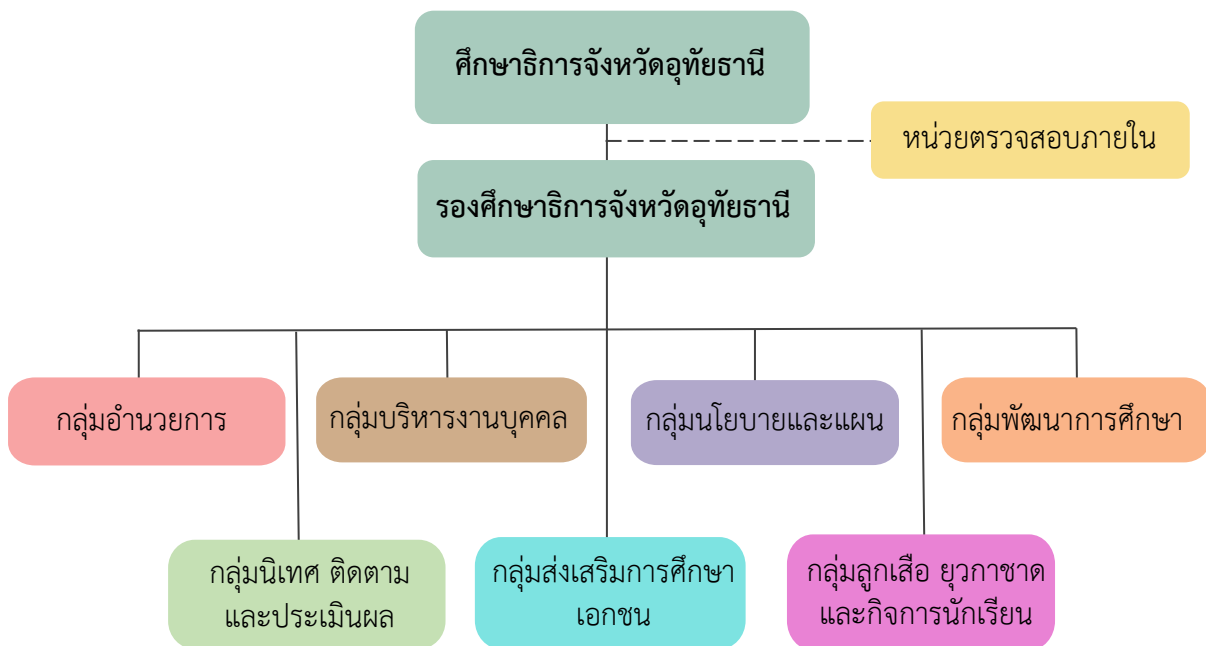 ศึกษาธิการจังหวัดอุทัยธานี
หน่วยตรวจสอบภายใน
รองศึกษาธิการจังหวัดอุทัยธานี
กลุ่มอำนวยการ
กลุ่มบริหารงานบุคคล
กลุ่มนโยบายและแผน
กลุ่มพัฒนาการศึกษา
กลุ่มนิเทศ ติดตาม
และประเมินผล
กลุ่มส่งเสริมการศึกษา
เอกชน
กลุ่มลูกเสือ ยุวกาชาด
และกิจการนักเรียน